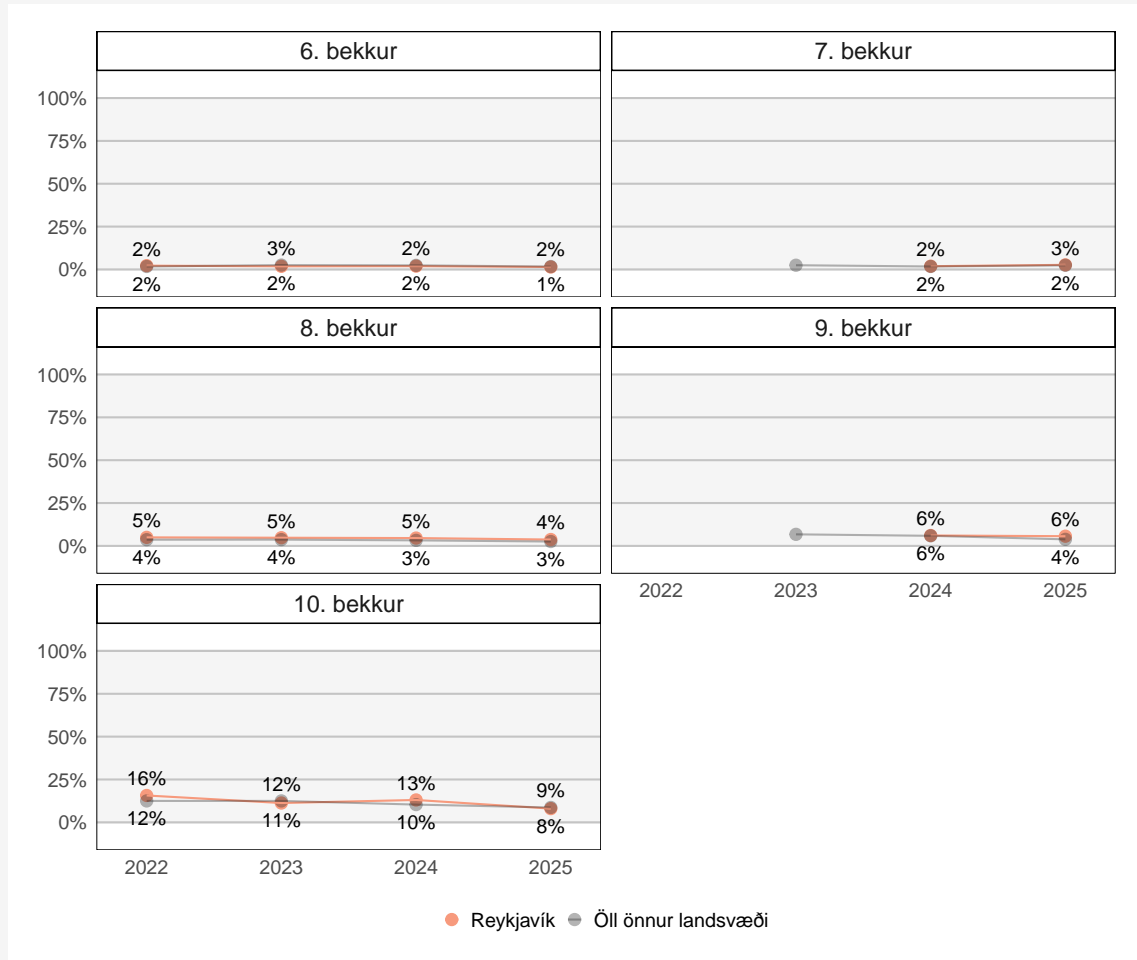 6. bekkur
7. bekkur
100%
75%
50%
25%
0%
2% 3% 2% 2%
2% 2% 2% 1%
2% 3%
2% 2%
8. bekkur
9. bekkur
100%
75%
50%
25%
0%
5% 5% 5% 4%
4% 4% 3% 3%
6% 6%
6% 4%
2022 2023 2024 2025
10. bekkur
100%
75%
50%
25%
0%
16% 12% 13% 9%
12% 11% 10% 8%
2022 2023 2024 2025
Reykjavík Öll önnur landsvæði